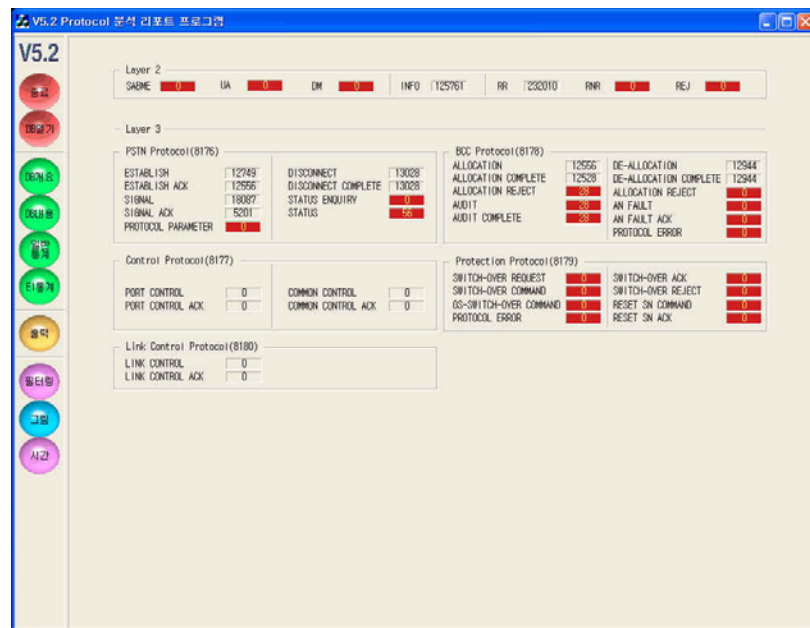 V5.2 Protocol 분석 리포트 프로그램
V5.2
종료
DB열기
DB개요
DB내용
일반통계
E1통계
출력
필터링
그림
시간
Layer 2
SABME 0 UA 0 DM 0 INFO 125761 RR 232010 RNR 0 REJ 0
Layer 3
PSTN Protocol(8176)
ESTABLISH 12749 DISCONNECT 13028
ESTABLISH ACK 12556 DISCONNECT COMPLETE 13028
SIGNAL 18087 STATUS ENQUIRY 0
SIGNAL ACK 5201 STATUS 56
PROTOCOL PARAMETER 0
BCC Protocol(8178)
ALLOCATION 12556 DE-ALLOCATION 12944
ALLOCATION COMPLETE 12528 DE-ALLOCATION COMPLETE 12944
ALLOCATION REJECT 28 ALLOCATION REJECT 0
AUDIT 28 AN FAULT 0
AUDIT COMPLETE 28 AN FAULT ACK 0
PROTOCOL ERROR 0
Control Protocol(8177)
PORT CONTROL 0 COMMON CONTROL 0
PORT CONTROL ACK 0 COMMON CONTROL ACK 0
Protection Protocol(8179)
SWITCH-OVER REQUEST 0 SWITCH-OVER ACK 0
SWITCH-OVER COMMAND 0 SWITCH-OVER REJECT 0
OS-SWITCH-OVER COMMAND 0 RESET SN COMMAND 0
PROTOCOL ERROR 0 RESET SN ACK 0
Link Control Protocol(8180)
LINK CONTROL 0
LINK CONTROL ACK 0